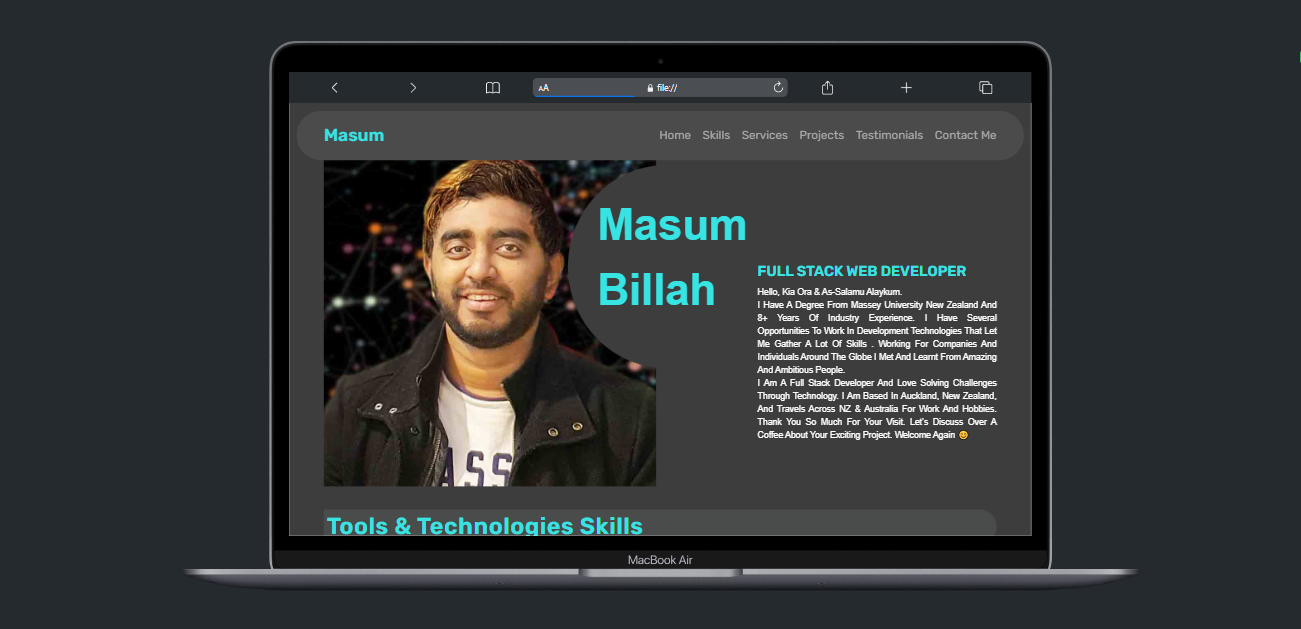 AA
file://
Masum
Home Skills Services Projects Testimonials Contact Me
Masum
Billah
FULL STACK WEB DEVELOPER
Hello, Kia Ora & As-Salamu Alaykum.
I Have A Degree From Massey University New Zealand And
8+ Years Of Industry Experience. I Have Several
Opportunities To Work In Development Technologies That Let
Me Gather A Lot Of Skills . Working For Companies And
Individuals Around The Globe I Met And Learnt From Amazing
And Ambitious People.
I Am A Full Stack Developer And Love Solving Challenges
Through Technology. I Am Based In Auckland, New Zealand,
And Travels Across NZ & Australia For Work And Hobbies.
Thank You So Much For Your Visit. Let's Discuss Over A
Coffee About Your Exciting Project. Welcome Again 😊
ASS
Tools & Technologies Skills
MacBook Air